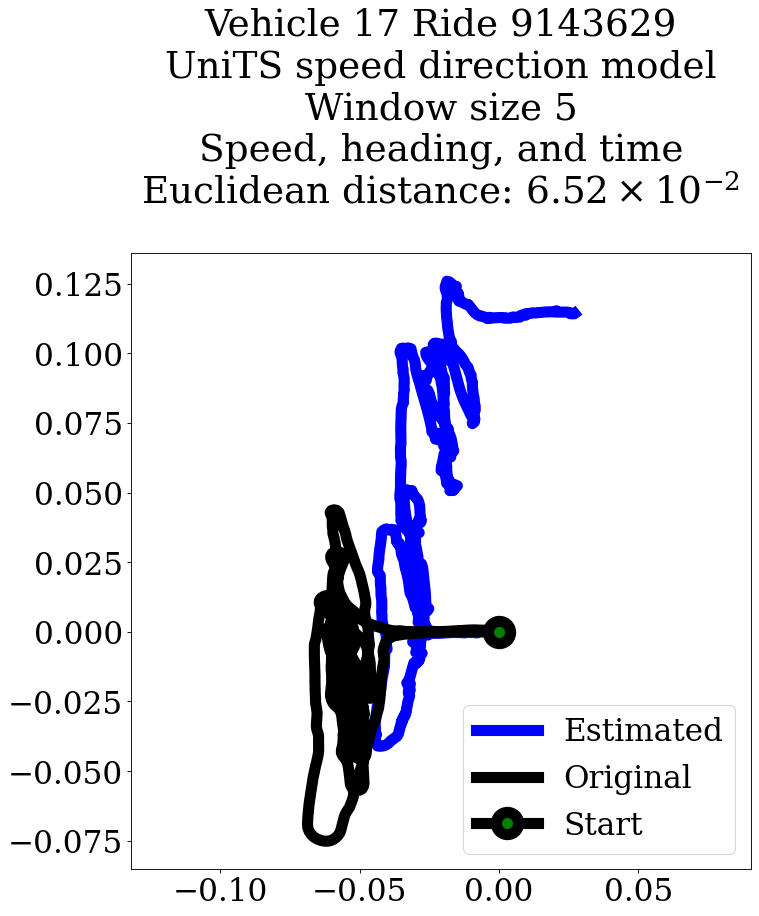 Vehicle 17 Ride 9143629
UniTS speed direction model
Window size 5
Speed, heading, and time
Euclidean distance: 6.52 × 10⁻²
0.125
0.100
0.075
0.050
0.025
0.000
−0.025
−0.050
−0.075
Estimated
Original
Start
−0.10
−0.05
0.00
0.05